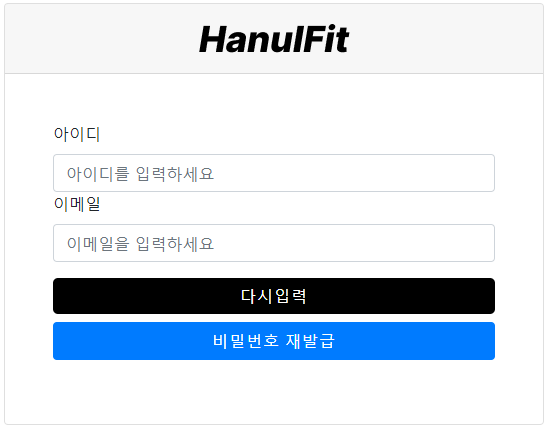 HanulFit
아이디
아이디를 입력하세요
이메일
이메일을 입력하세요
다시입력
비밀번호 재발급